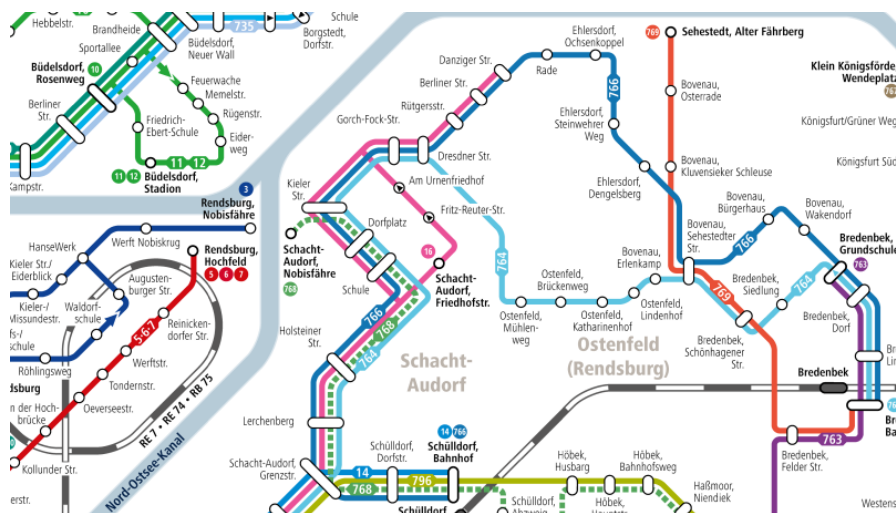 Hebbelstr.
Brandheide
Sportallee
10
Büdelsdorf,
Rosenweg
Berliner
Str.
Kampstr.
735
Büdelsdorf,
Neuer Wall
Schule
Borgstedt,
Dorfstr.
Feuerwache
Memelstr.
Rügenstr.
Eider-
weg
Friedrich-
Ebert-Schule
11 12
11 12
Büdelsdorf,
Stadion
3
Rendsburg,
Nobisfähre
HanseWerk
Werft Nobiskrug
Kieler Str./
Eiderblick
Augusten-
burger Str.
Rendsburg,
Hochfeld
5 6 7
Kieler-/
Missundestr.
Waldorf-
schule
Röhlingsweg
5·6·7
Reinicken-
dorfer Str.
Werftstr.
Tondernstr.
Oeverseestr.
Kollunder Str.
RE 7 • RE 74 • RB 75
Nord-Ostsee-Kanal
Danziger Str.
Berliner Str.
Rütgersstr.
Gorch-Fock-Str.
Dresdner Str.
Am Urnenfriedhof
Fritz-Reuter-Str.
Kieler
Str.
Dorfplatz
Schacht-
Audorf,
Nobisfähre
768
Schule
16
Schacht-
Audorf,
Friedhofstr.
Holsteiner
Str.
766
768
764
Schacht-
Audorf
Lerchenberg
Schacht-Audorf,
Grenzstr.
14
768
796
Schülldorf,
Dorfstr.
14 766
Schülldorf,
Bahnhof
Schülldorf
Schülldorf,
Höbek,
Husbarg
Höbek,
Bahnhofsweg
Höbek,
Haßmoor,
Niendiek
Rade
Ehlersdorf,
Ochsenkoppel
766
Ehlersdorf,
Steinwehrer
Weg
Ehlersdorf,
Dengelsberg
764
Ostenfeld,
Mühlen-
weg
Ostenfeld,
Brückenweg
Ostenfeld,
Katharinenhof
Bovenau,
Erlenkamp
Ostenfeld,
Lindenhof
Ostenfeld
(Rendsburg)
769
Sehestedt, Alter Fährberg
Bovenau,
Osterrade
Bovenau,
Kluvensieker Schleuse
Bovenau,
Sehestedter
Str.
Bovenau,
Bürgerhaus
766
Bovenau,
Wakendorf
769
Bredenbek,
Siedlung
764
Bredenbek,
Schönhagener
Str.
Bredenbek,
Grundschule
763
Bredenbek,
Dorf
Bredenbek
763
Bredenbek,
Felder Str.
Klein Königsförde,
Wendeplatz
Königsfurt/Grüner Weg
Königsfurt Süd